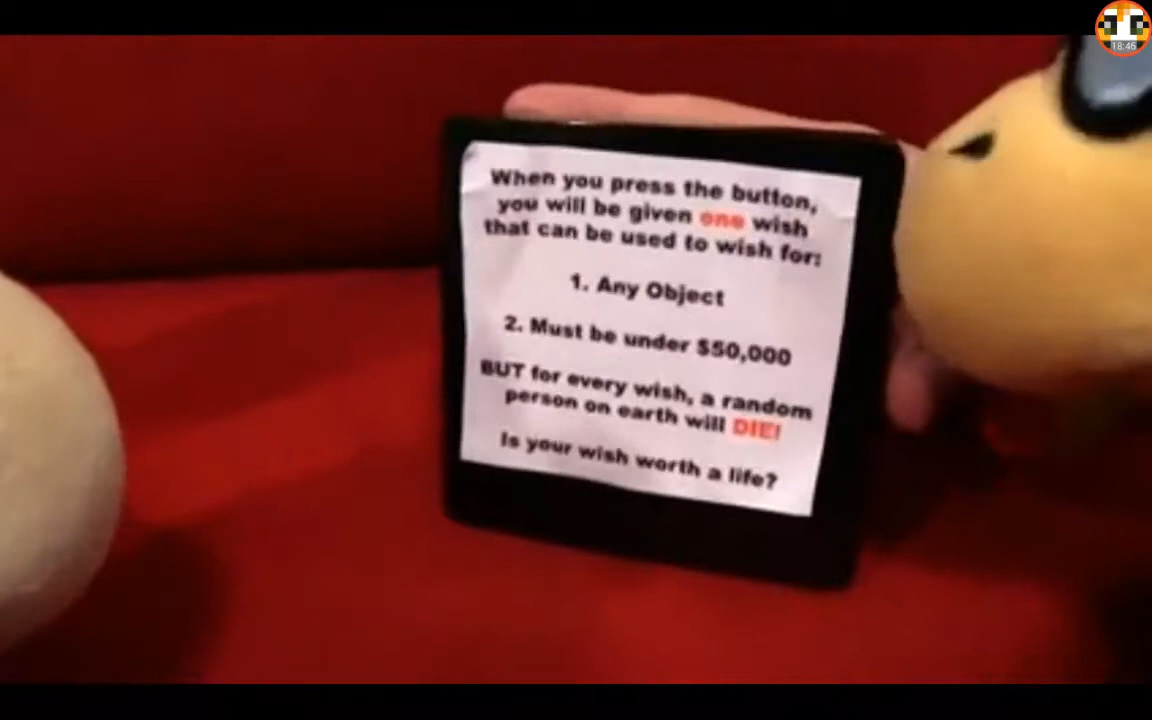 18:45
When you press the button,
you will be given one wish
that can be used to wish for:
1. Any Object
2. Must be under $50,000
BUT for every wish, a random
person on earth will DIE!
Is your wish worth a life?